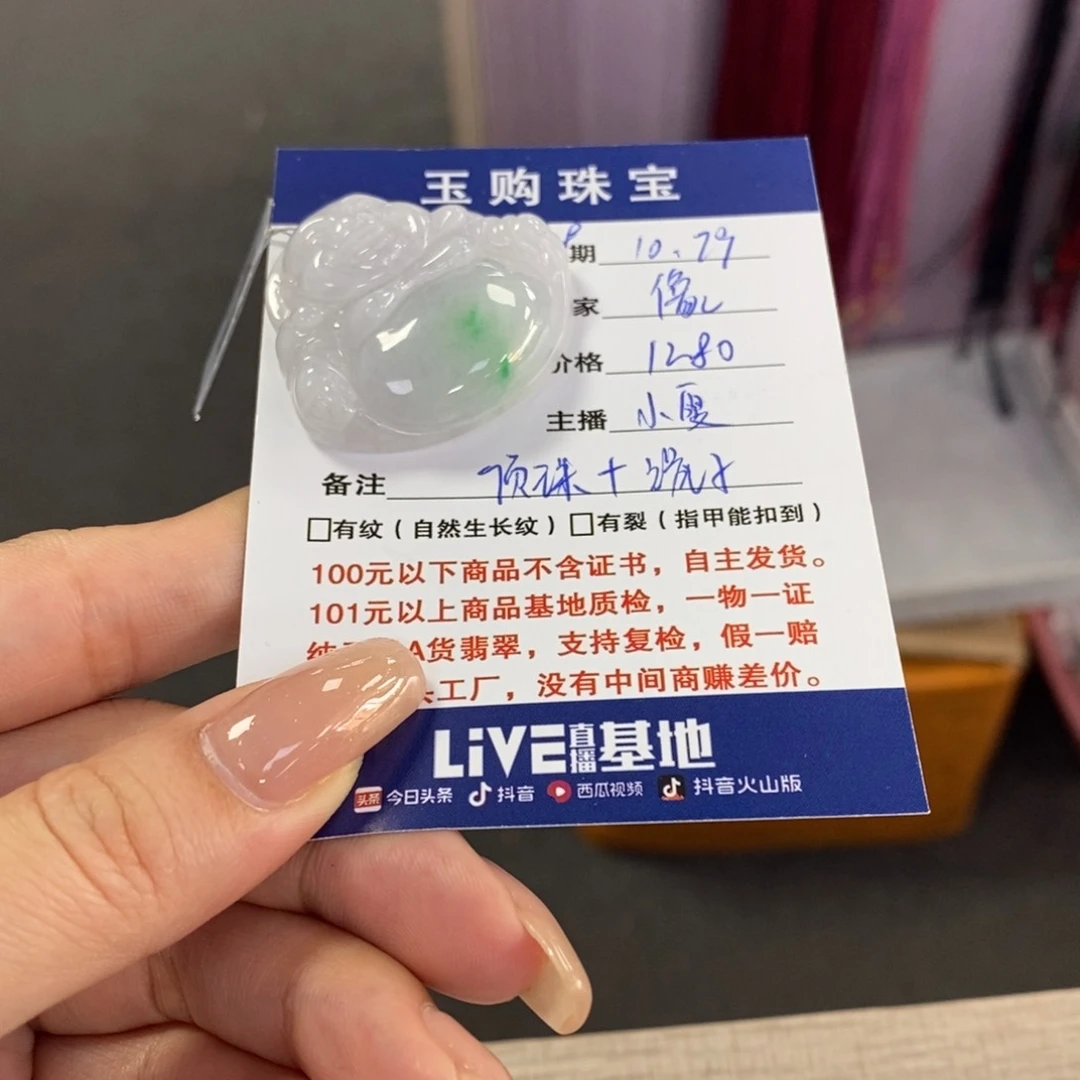 玉购珠宝
期 10.29
家
价格 1280
主播 小夏
备注 顶珠+
□有纹（自然生长纹）□有裂（指甲能扣到）
100元以下商品不含证书，自主发货。
101元以上商品基地质检，一物一证
A货翡翠，支持复检，假一赔
工厂，没有中间商赚差价。
LiVE直播基地
头条 今日头条 抖音 西瓜视频 抖音火山版